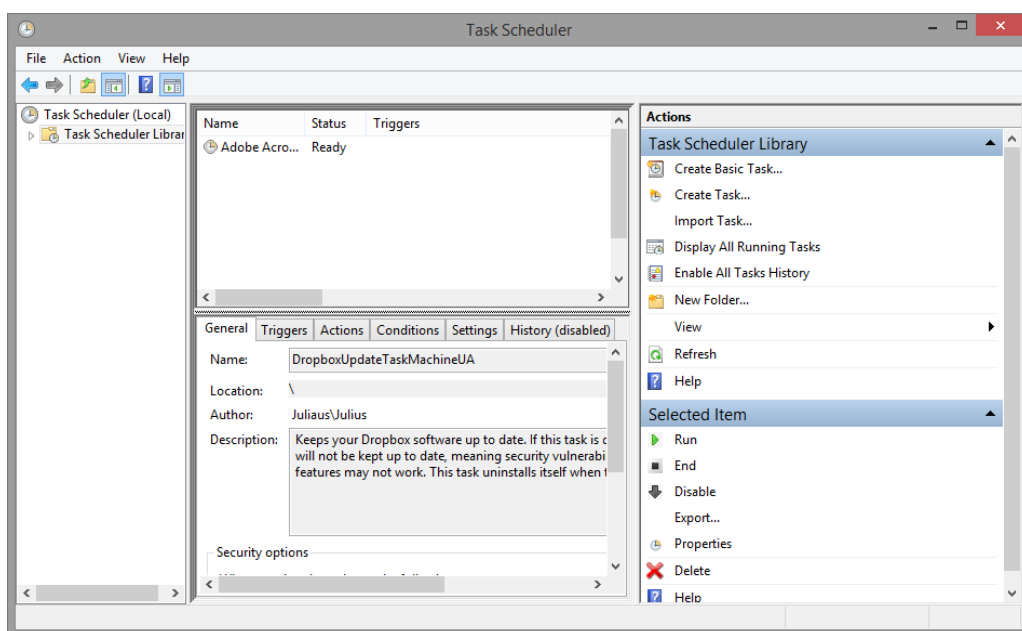 Task Scheduler
File Action View Help
Task Scheduler (Local)
Task Scheduler Librar
Name Status Triggers
Adobe Acro... Ready
General Triggers Actions Conditions Settings History (disabled)
Name: DropboxUpdateTaskMachineUA
Location: \
Author: Juliaus\Julius
Description: Keeps your Dropbox software up to date. If this task is
will not be kept up to date, meaning security vulnerabi
features may not work. This task uninstalls itself when
Security options
Actions
Task Scheduler Library
Create Basic Task...
Create Task...
Import Task...
Display All Running Tasks
Enable All Tasks History
New Folder...
View
Refresh
Help
Selected Item
Run
End
Disable
Export...
Properties
Delete
Help